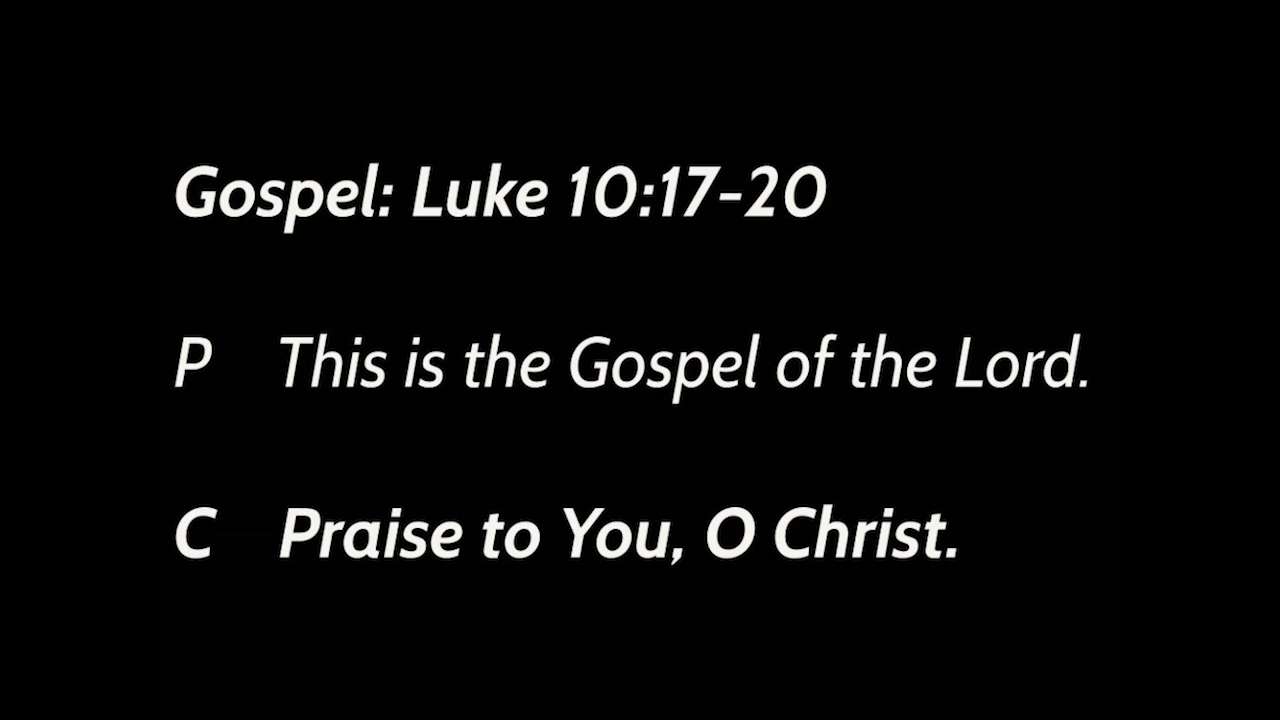 Gospel: Luke 10:17-20
P This is the Gospel of the Lord.
C Praise to You, O Christ.